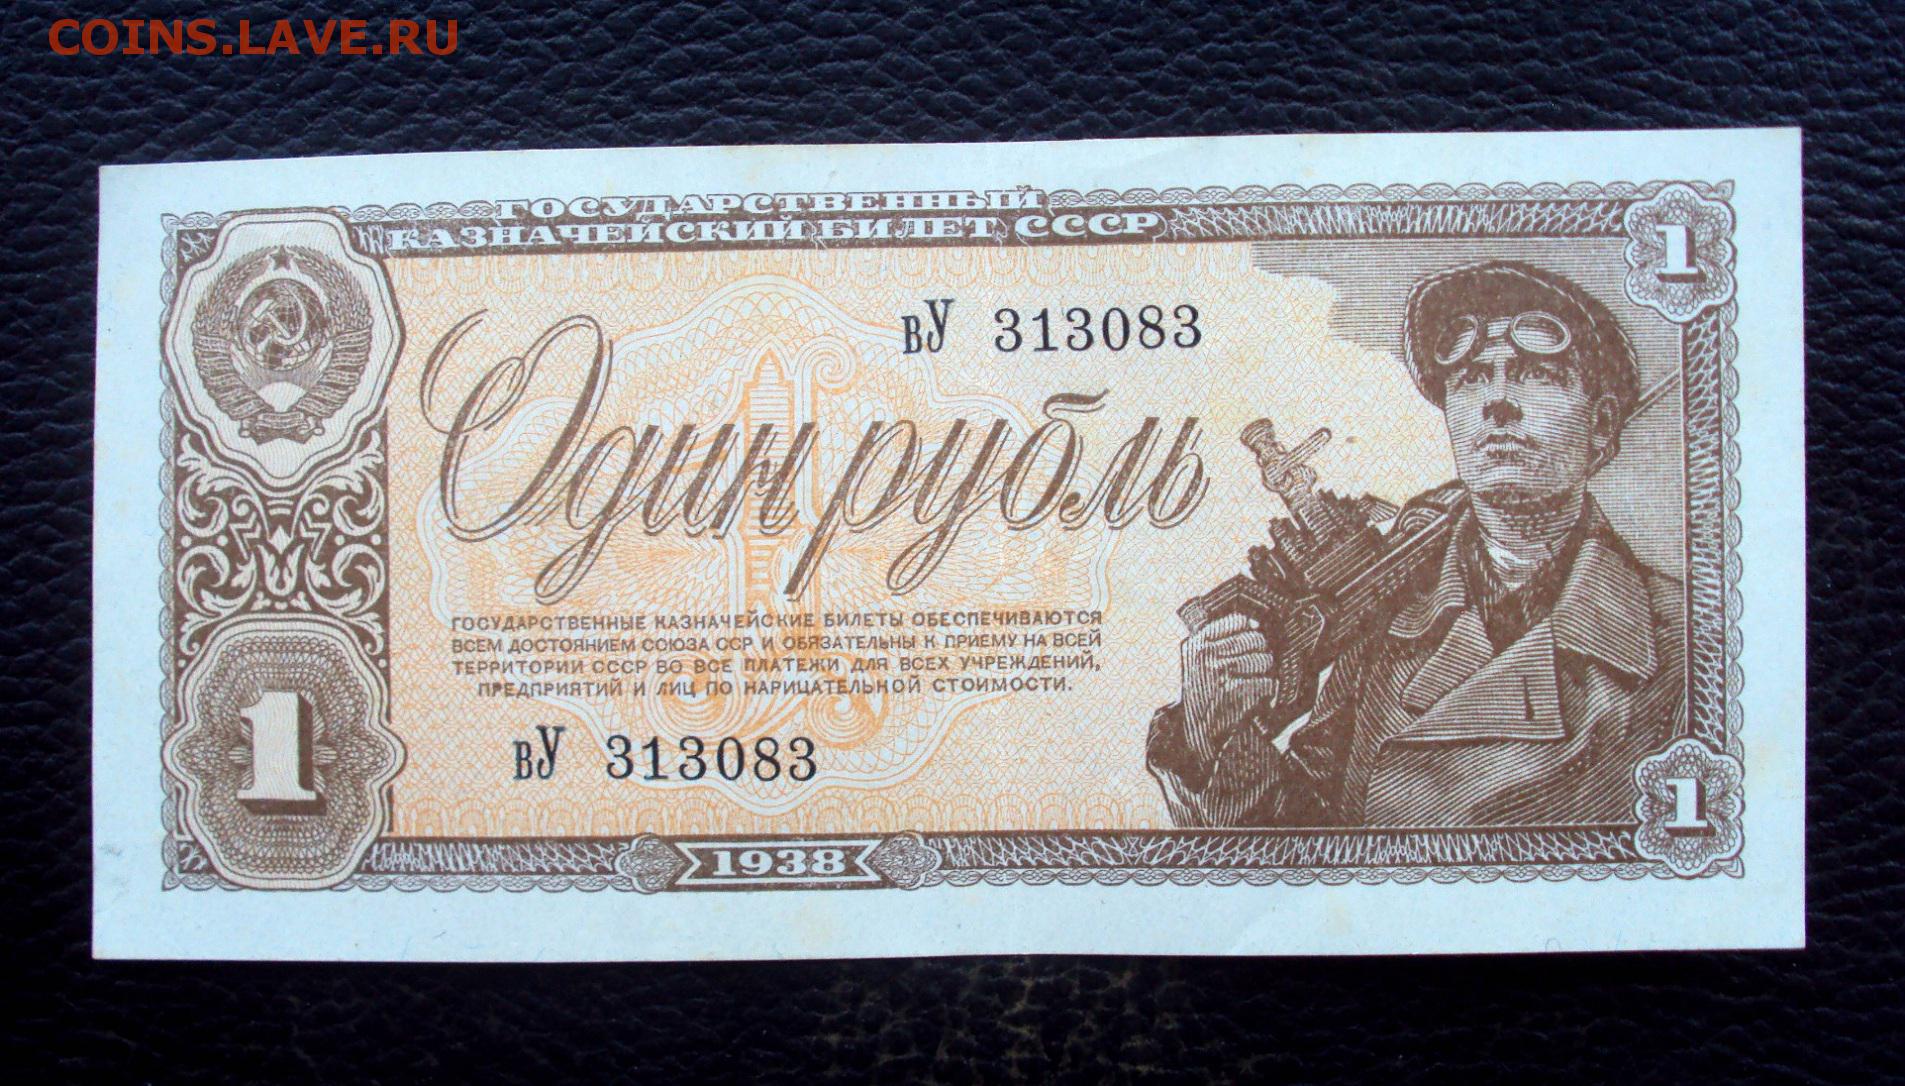 COINS.LAVE.RU
ГОСУДАРСТВЕННЫЙ
КАЗНАЧЕЙСКИЙ БИЛЕТ СССР
1
вУ 313083
1
Один рубль
ГОСУДАРСТВЕННЫЕ КАЗНАЧЕЙСКИЕ БИЛЕТЫ ОБЕСПЕЧИВАЮТСЯ
ВСЕМ ДОСТОЯНИЕМ СОЮЗА ССР И ОБЯЗАТЕЛЬНЫ К ПРИЕМУ НА ВСЕЙ
ТЕРРИТОРИИ СССР ВО ВСЕ ПЛАТЕЖИ ДЛЯ ВСЕХ УЧРЕЖДЕНИЙ,
ПРЕДПРИЯТИЙ И ЛИЦ ПО НАРИЦАТЕЛЬНОЙ СТОИМОСТИ.
1
вУ 313083
1
1938